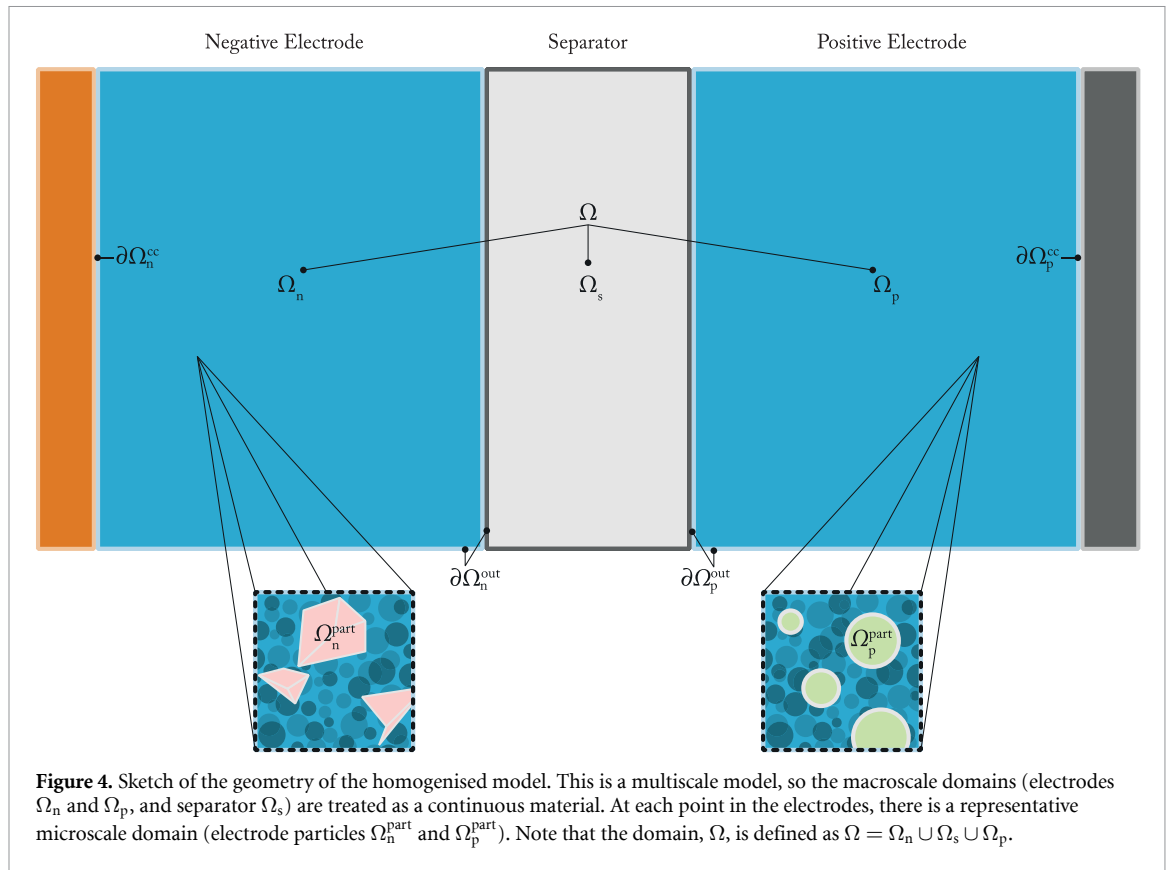 Negative Electrode Separator Positive Electrode
Ω
∂Ωₙᶜᶜ ∂Ωₚᶜᶜ
Ωₙ Ωₛ Ωₚ
∂Ωₙᵒᵘᵗ ∂Ωₚᵒᵘᵗ
Ωₙᵖᵃʳᵗ Ωₚᵖᵃʳᵗ
Figure 4. Sketch of the geometry of the homogenised model. This is a multiscale model, so the macroscale domains (electrodes
Ωₙ and Ωₚ, and separator Ωₛ) are treated as a continuous material. At each point in the electrodes, there is a representative
microscale domain (electrode particles Ωₙᵖᵃʳᵗ and Ωₚᵖᵃʳᵗ). Note that the domain, Ω, is defined as Ω = Ωₙ ∪ Ωₛ ∪ Ωₚ.